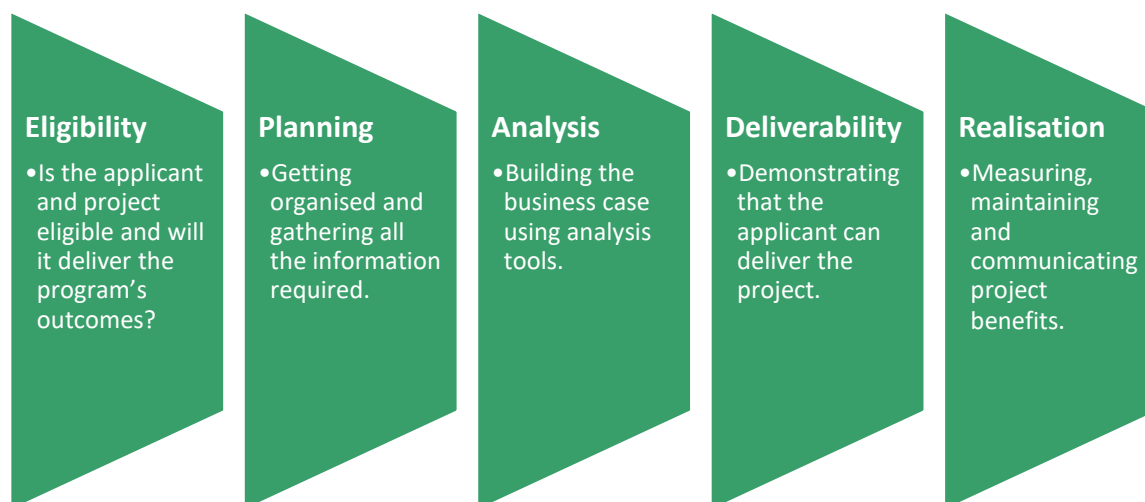 Eligibility
•Is the applicant
and project
eligible and will
it deliver the
program's
outcomes?
Planning
•Getting
organised and
gathering all
the information
required.
Analysis
•Building the
business case
using analysis
tools.
Deliverability
•Demonstrating
that the
applicant can
deliver the
project.
Realisation
•Measuring,
maintaining
and
communicating
project
benefits.